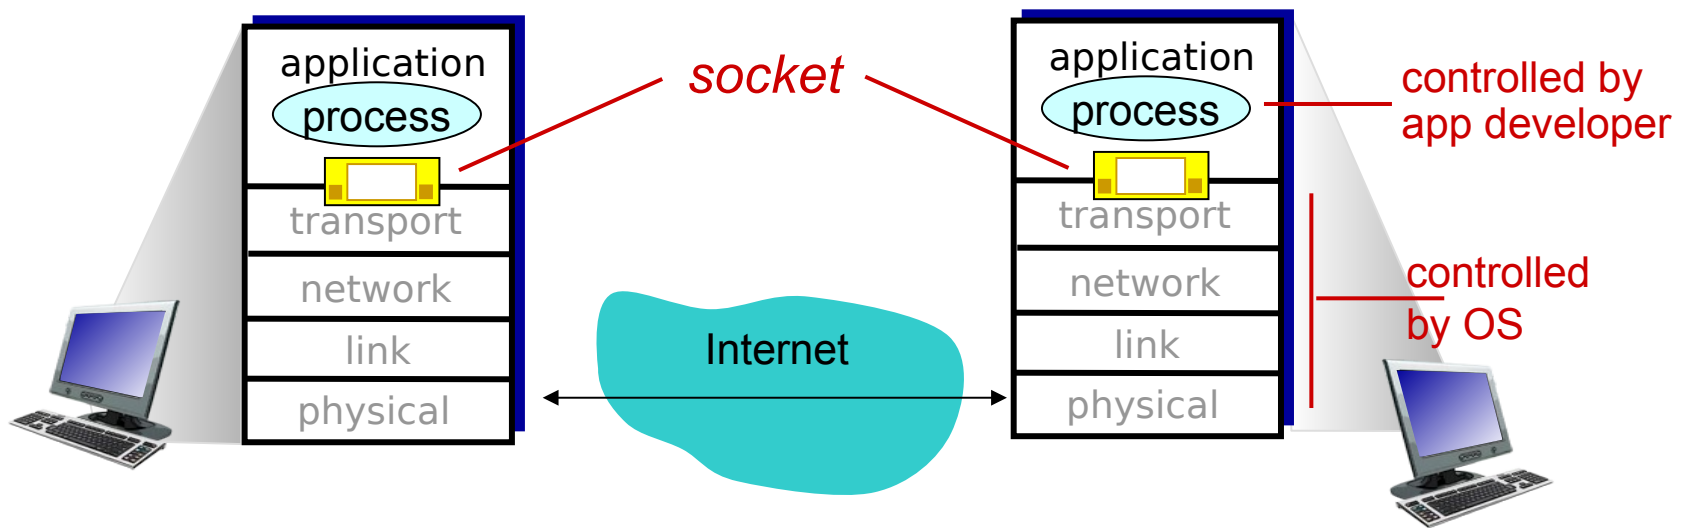 application
process
transport
network
link
physical
socket
Internet
application
process
transport
network
link
physical
controlled by
app developer
controlled
by OS